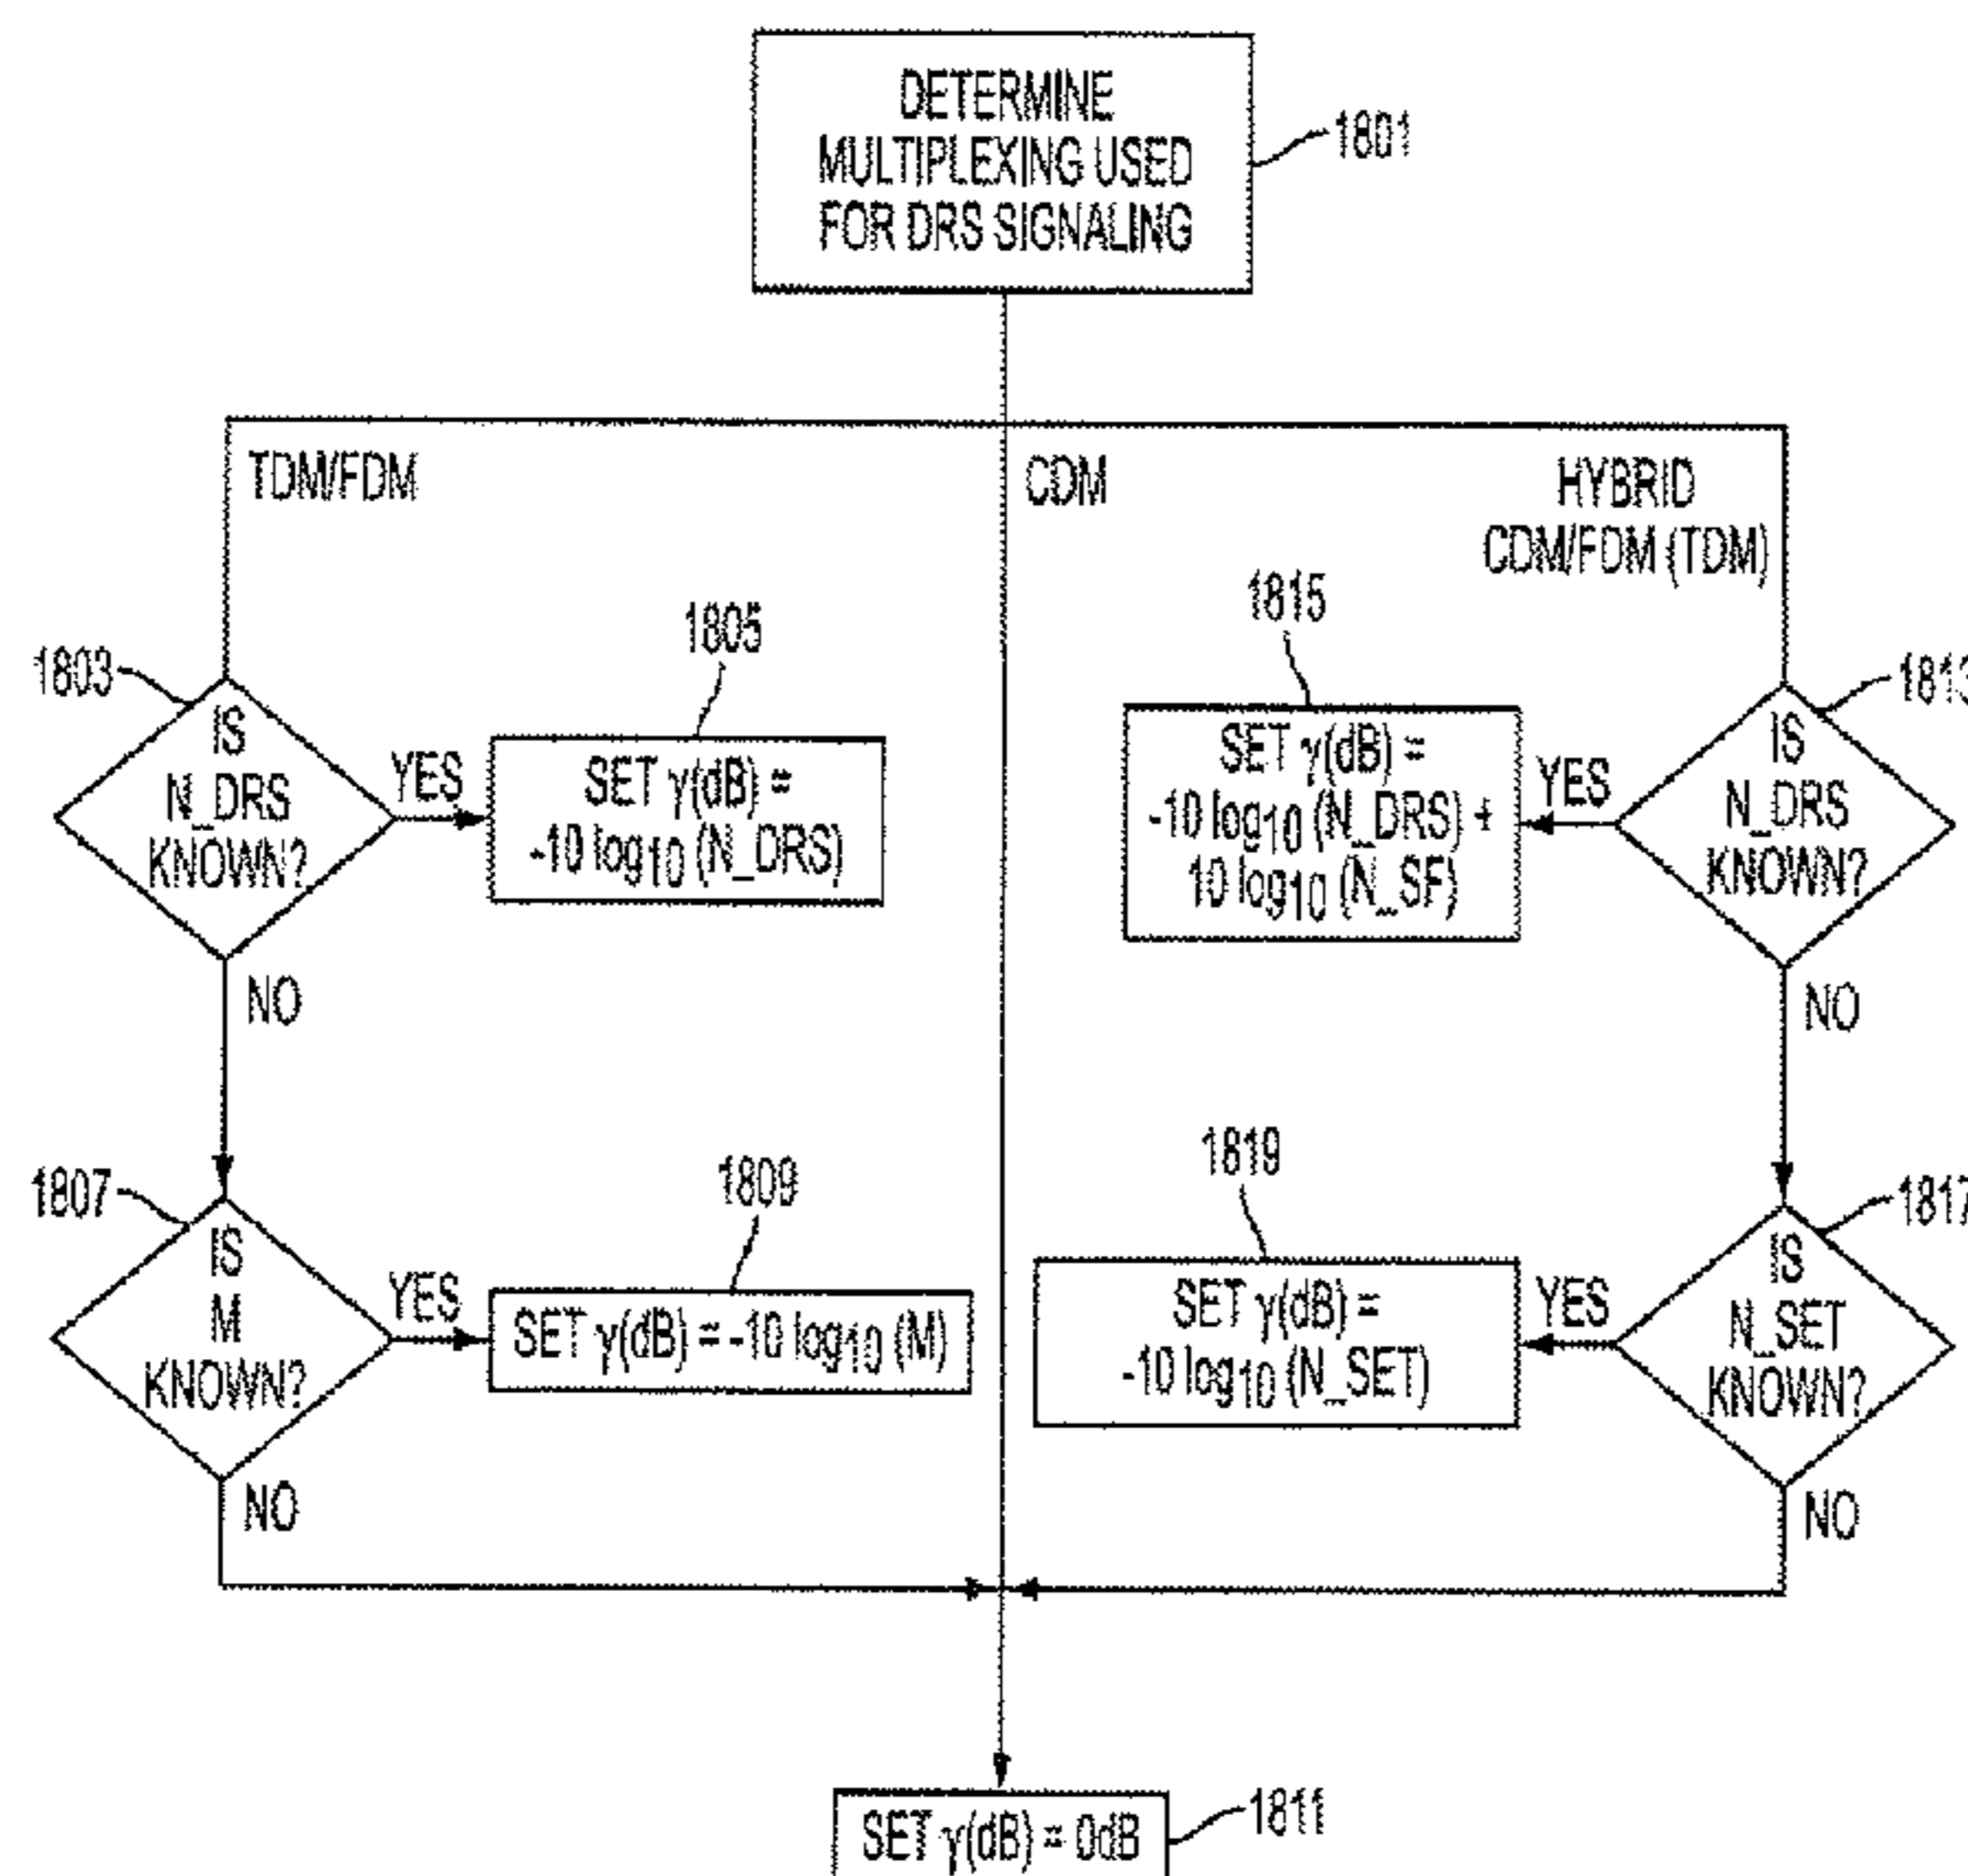 DETERMINE
MULTIPLEXING USED
FOR DRS SIGNALING
1801
TDM/FDM
CDM
HYBRID
CDM/FDM (TDM)
1803
IS
N_DRS
KNOWN?
YES
1805
SET γ(dB) =
-10 log10 (N_DRS)
NO
1807
IS
M
KNOWN?
YES
1809
SET γ(dB) = -10 log10 (M)
NO
1813
IS
N_DRS
KNOWN?
YES
1815
SET γ(dB) =
-10 log10 (N_DRS) +
10 log10 (N_SF)
NO
1817
IS
N_SET
KNOWN?
YES
1819
SET γ(dB) =
-10 log10 (N_SET)
NO
SET γ(dB) = 0dB
1811